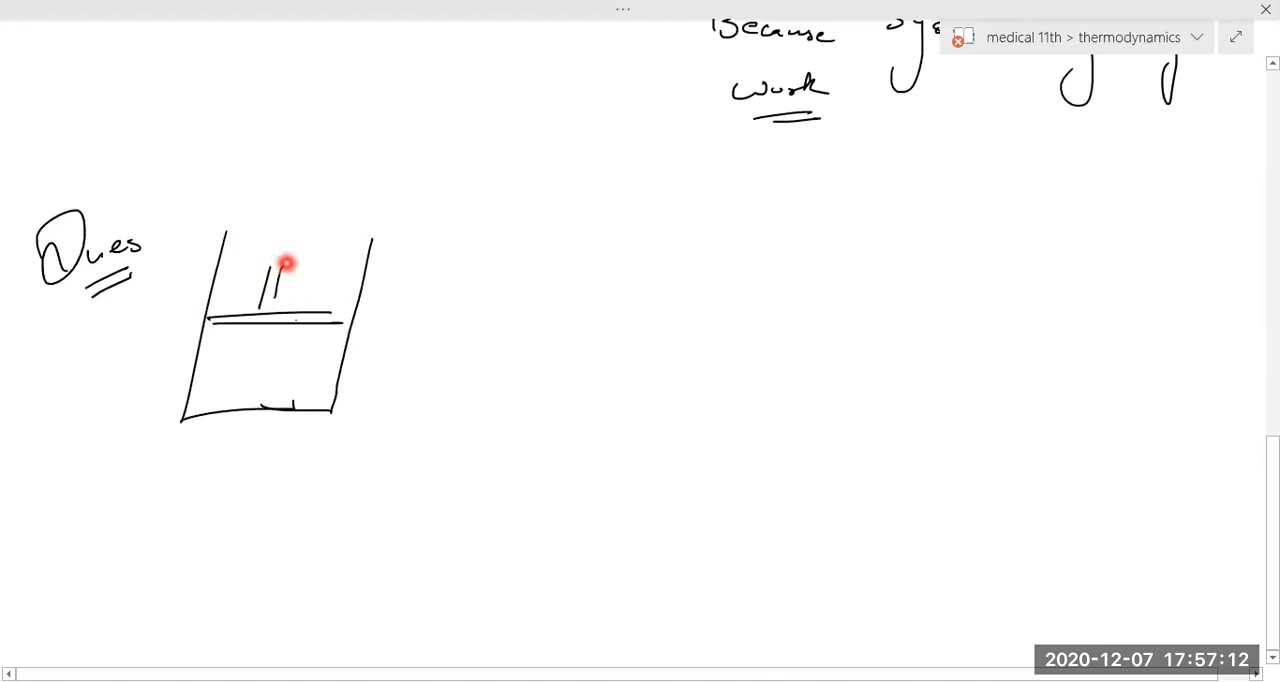 Because
medical 11th > thermodynamics
work
Ques
2020-12-07 17:57:12